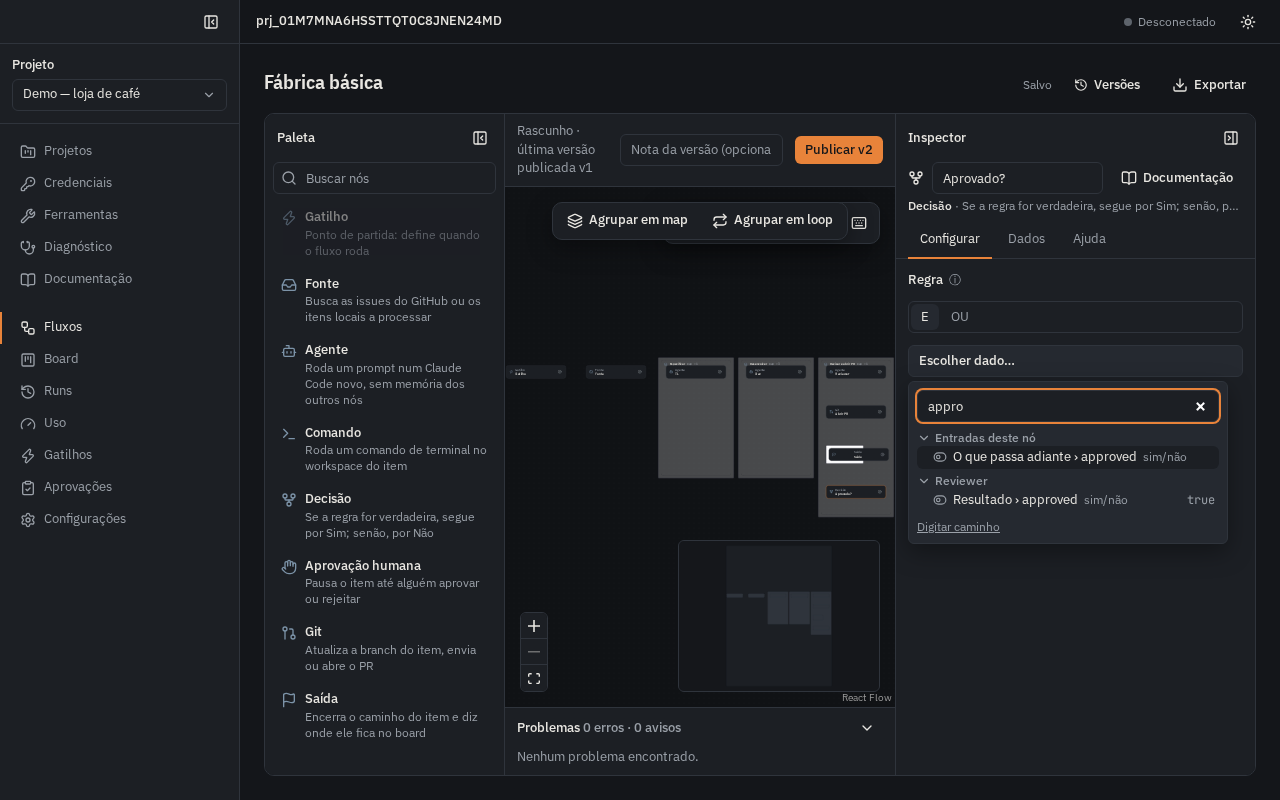 prj_01M7MNA6HSSTTQT0C8JNEN24MD
Desconectado
Projeto
Demo — loja de café
Projetos
Credenciais
Ferramentas
Diagnóstico
Documentação
Fluxos
Board
Runs
Uso
Gatilhos
Aprovações
Configurações
Fábrica básica
Salvo
Versões
Exportar
Paleta
Buscar nós
Gatilho
Ponto de partida: define quando
o fluxo roda
Fonte
Busca as issues do GitHub ou os
itens locais a processar
Agente
Roda um prompt num Claude
Code novo, sem memória dos
outros nós
Comando
Roda um comando de terminal no
workspace do item
Decisão
Se a regra for verdadeira, segue
por Sim; senão, por Não
Aprovação humana
Pausa o item até alguém aprovar
ou rejeitar
Git
Atualiza a branch do item, envia
ou abre o PR
Saída
Encerra o caminho do item e diz
onde ele fica no board
Rascunho ·
última versão
publicada v1
Nota da versão (opciona
Publicar v2
Agrupar em map
Agrupar em loop
React Flow
Problemas 0 erros · 0 avisos
Nenhum problema encontrado.
Inspector
Aprovado?
Documentação
Decisão · Se a regra for verdadeira, segue por Sim; senão, p…
Configurar
Dados
Ajuda
Regra
E
OU
Escolher dado…
appro
Entradas deste nó
O que passa adiante › approved sim/não
Reviewer
Resultado › approved sim/não true
Digitar caminho